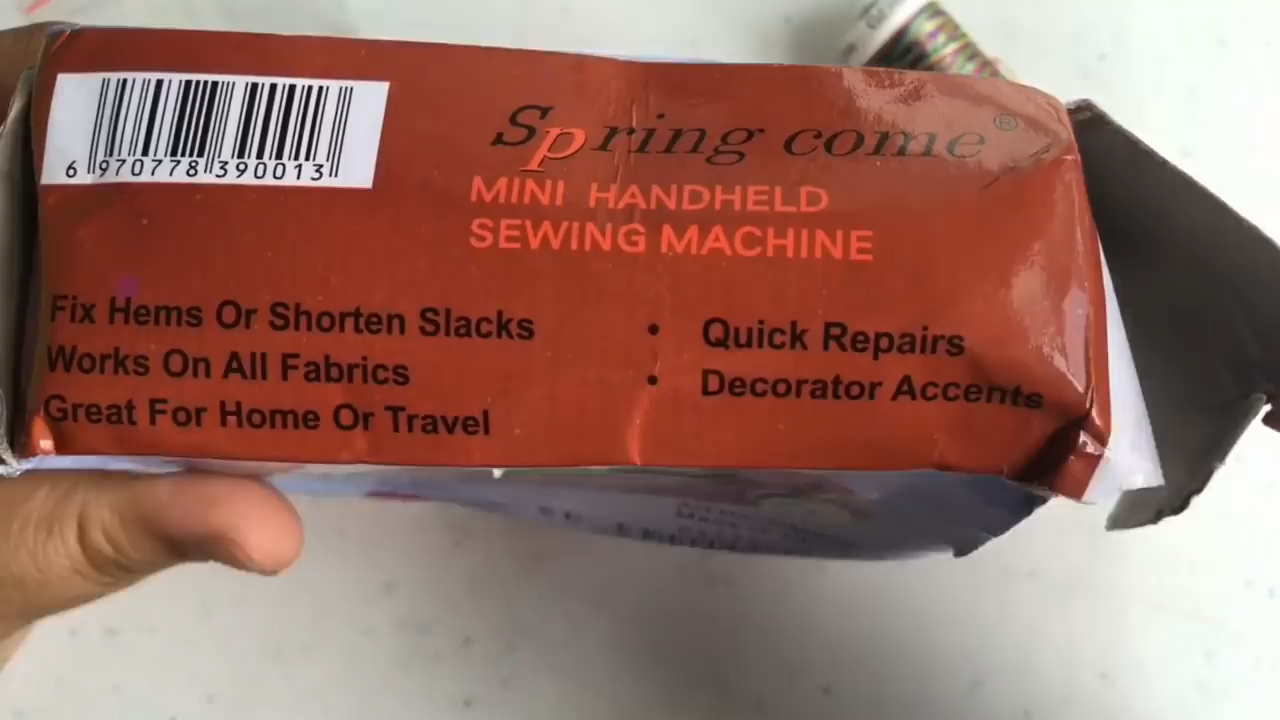 6 970778 390013
Spring come®
MINI HANDHELD
SEWING MACHINE
Fix Hems Or Shorten Slacks
Works On All Fabrics
Great For Home Or Travel
• Quick Repairs
• Decorator Accents